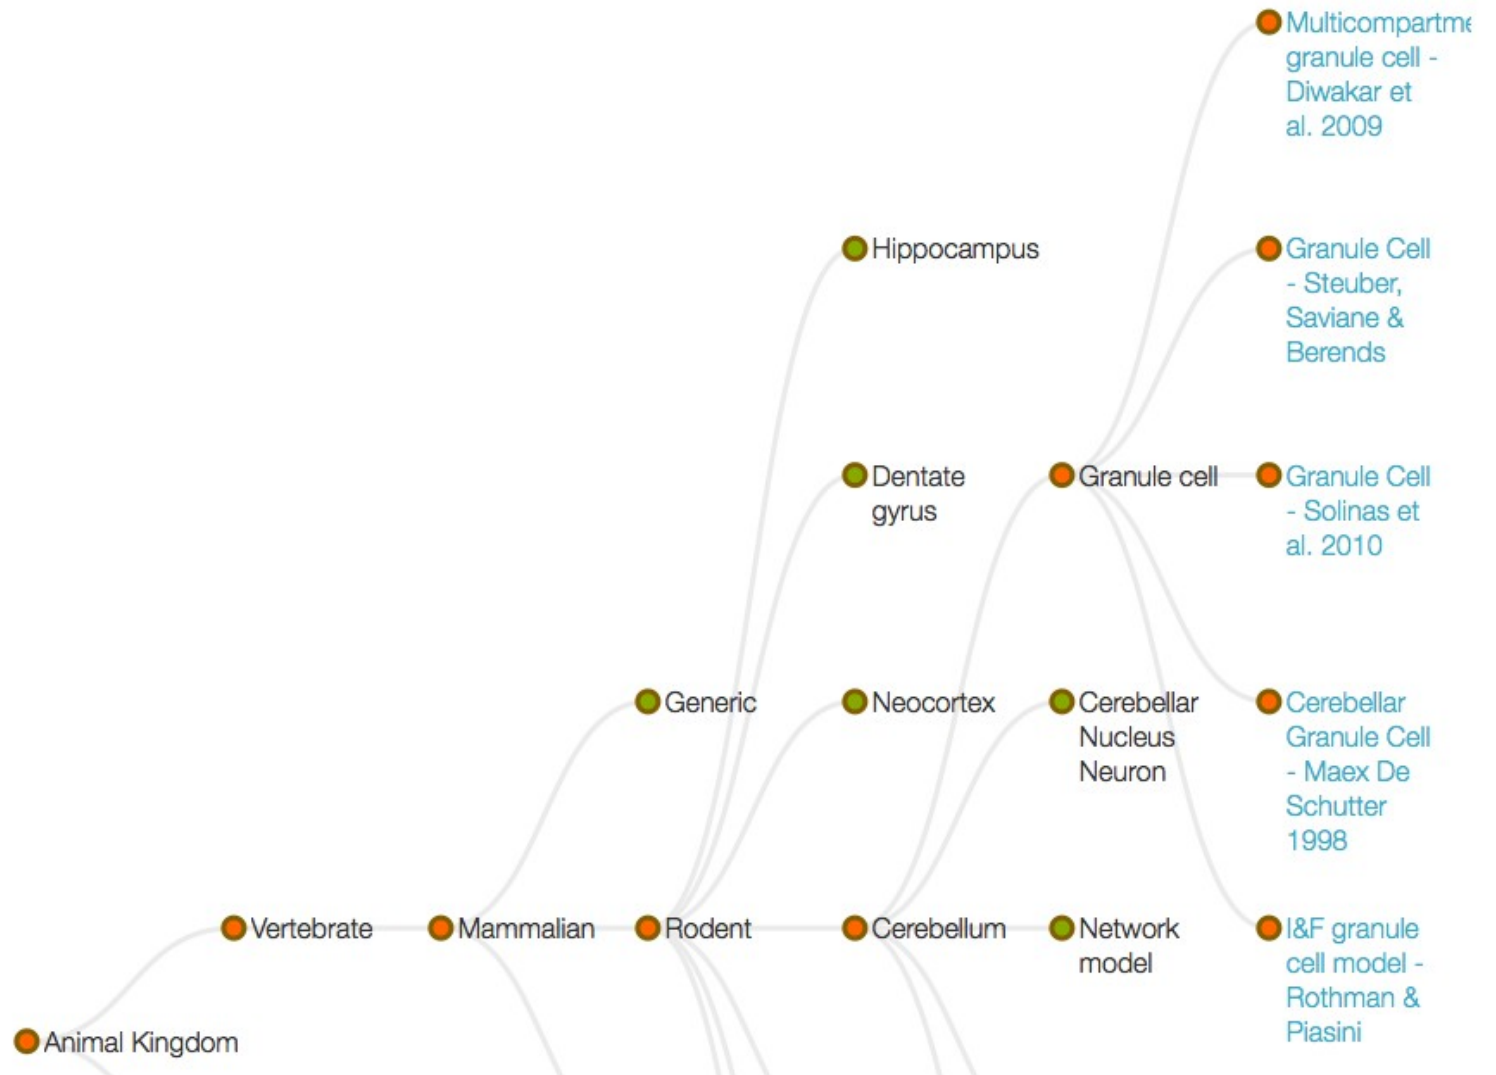 Multicompartme
granule cell -
Diwakar et
al. 2009
Hippocampus
Granule Cell
- Steuber,
Saviane &
Berends
Dentate
gyrus
Granule cell
Granule Cell
- Solinas et
al. 2010
Generic
Neocortex
Cerebellar
Nucleus
Neuron
Cerebellar
Granule Cell
- Maex De
Schutter
1998
Vertebrate
Mammalian
Rodent
Cerebellum
Network
model
I&F granule
cell model -
Rothman &
Piasini
Animal Kingdom